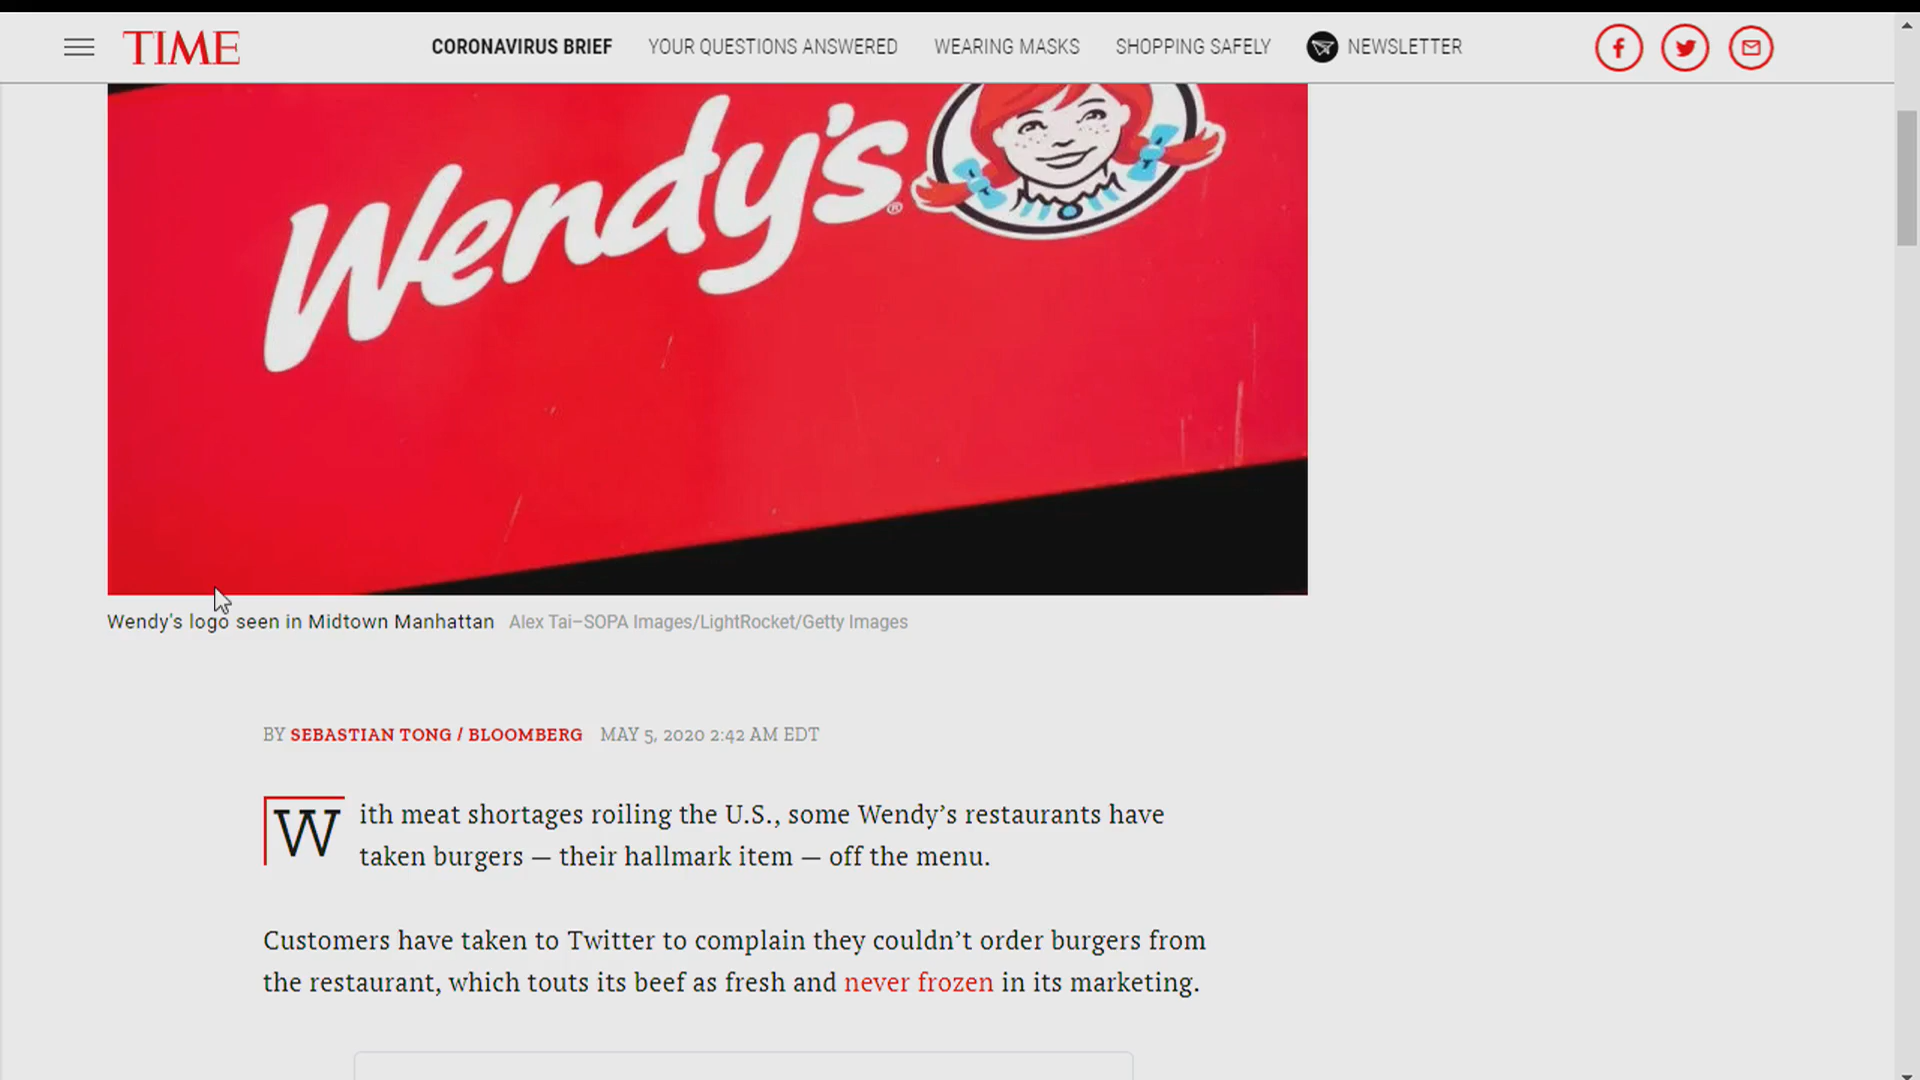 TIME
CORONAVIRUS BRIEF
YOUR QUESTIONS ANSWERED
WEARING MASKS
SHOPPING SAFELY
NEWSLETTER
Wendy's®
Wendy's logo seen in Midtown Manhattan Alex Tai–SOPA Images/LightRocket/Getty Images
BY SEBASTIAN TONG / BLOOMBERG MAY 5, 2020 2:42 AM EDT
With meat shortages roiling the U.S., some Wendy’s restaurants have
taken burgers — their hallmark item — off the menu.
Customers have taken to Twitter to complain they couldn’t order burgers from
the restaurant, which touts its beef as fresh and never frozen in its marketing.